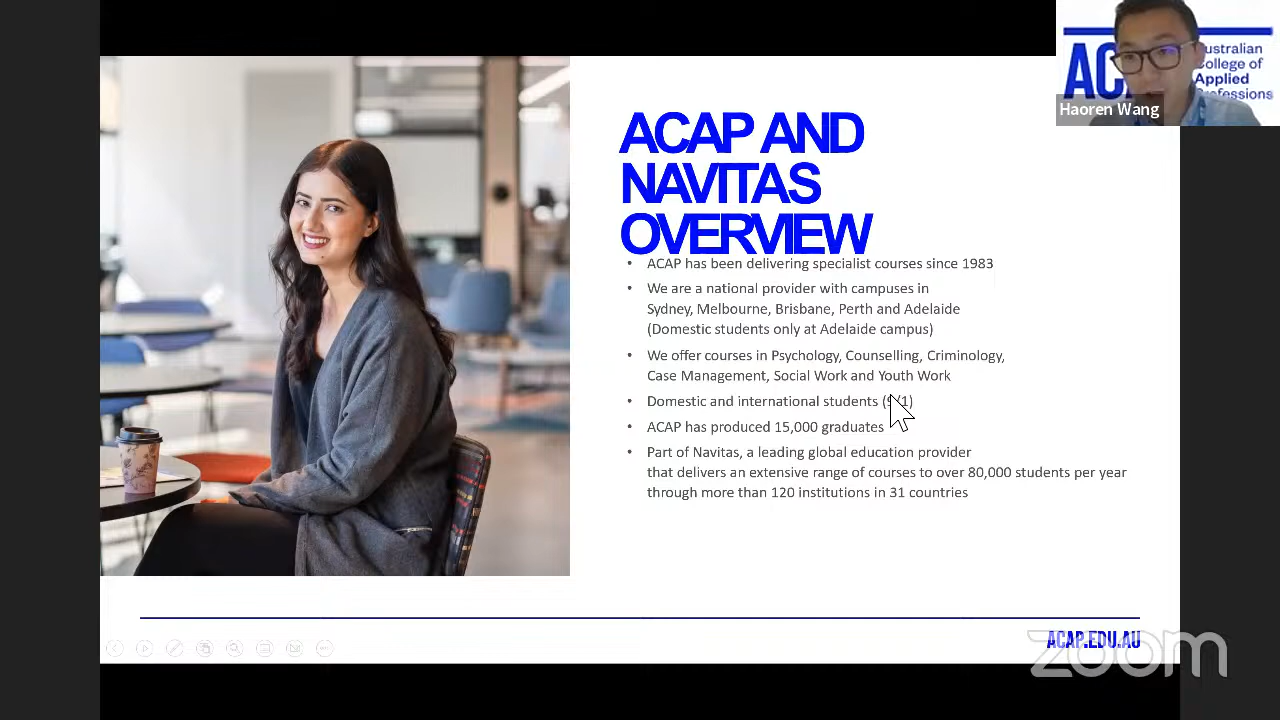 ACAP AND
NAVITAS
OVERVIEW
• ACAP has been delivering specialist courses since 1983
• We are a national provider with campuses in
Sydney, Melbourne, Brisbane, Perth and Adelaide
(Domestic students only at Adelaide campus)
• We offer courses in Psychology, Counselling, Criminology,
Case Management, Social Work and Youth Work
• Domestic and international students
• ACAP has produced 15,000 graduates
• Part of Navitas, a leading global education provider
that delivers an extensive range of courses to over 80,000 students per year
through more than 120 institutions in 31 countries
ACAP.EDU.AU
zoom
Australian
College of
Applied
Professions
Haoren Wang